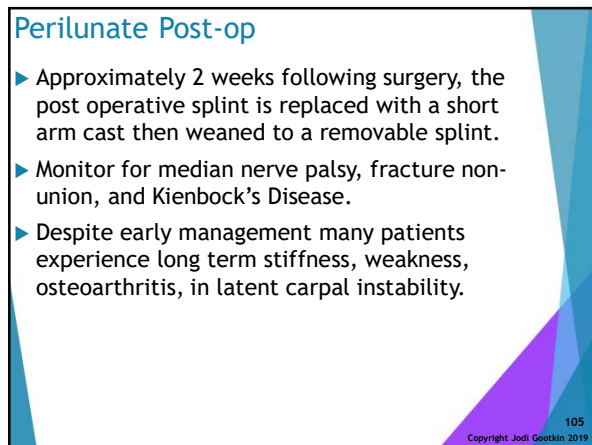 Perilunate Post-op
Approximately 2 weeks following surgery, the
post operative splint is replaced with a short
arm cast then weaned to a removable splint.
Monitor for median nerve palsy, fracture non-
union, and Kienbock's Disease.
Despite early management many patients
experience long term stiffness, weakness,
osteoarthritis, in latent carpal instability.
105
Copyright Jodi Gootkin 2019